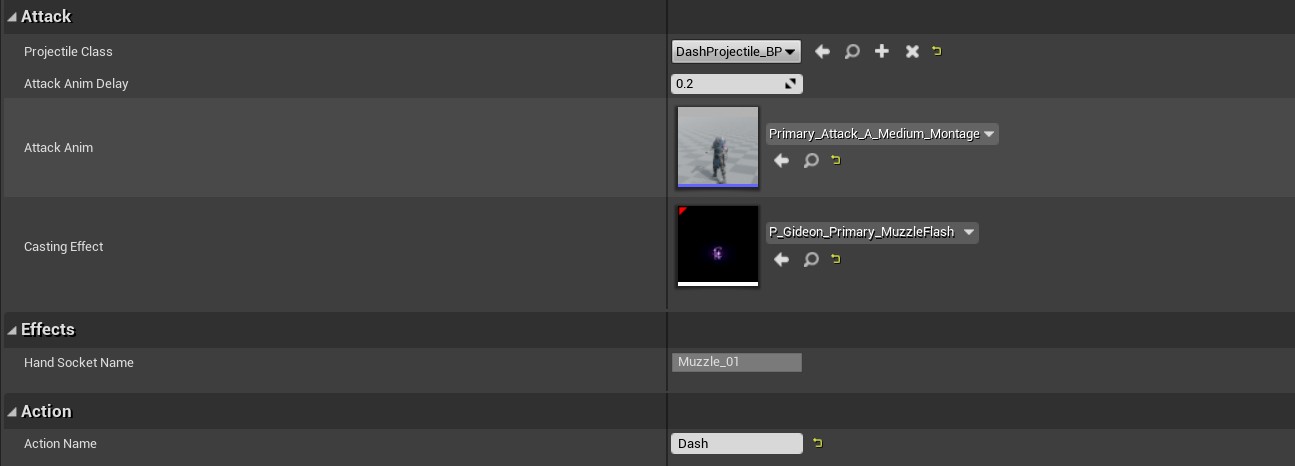 Attack
Projectile Class
DashProjectile_BP
Attack Anim Delay
0.2
Attack Anim
Primary_Attack_A_Medium_Montage
Casting Effect
P_Gideon_Primary_MuzzleFlash
Effects
Hand Socket Name
Muzzle_01
Action
Action Name
Dash